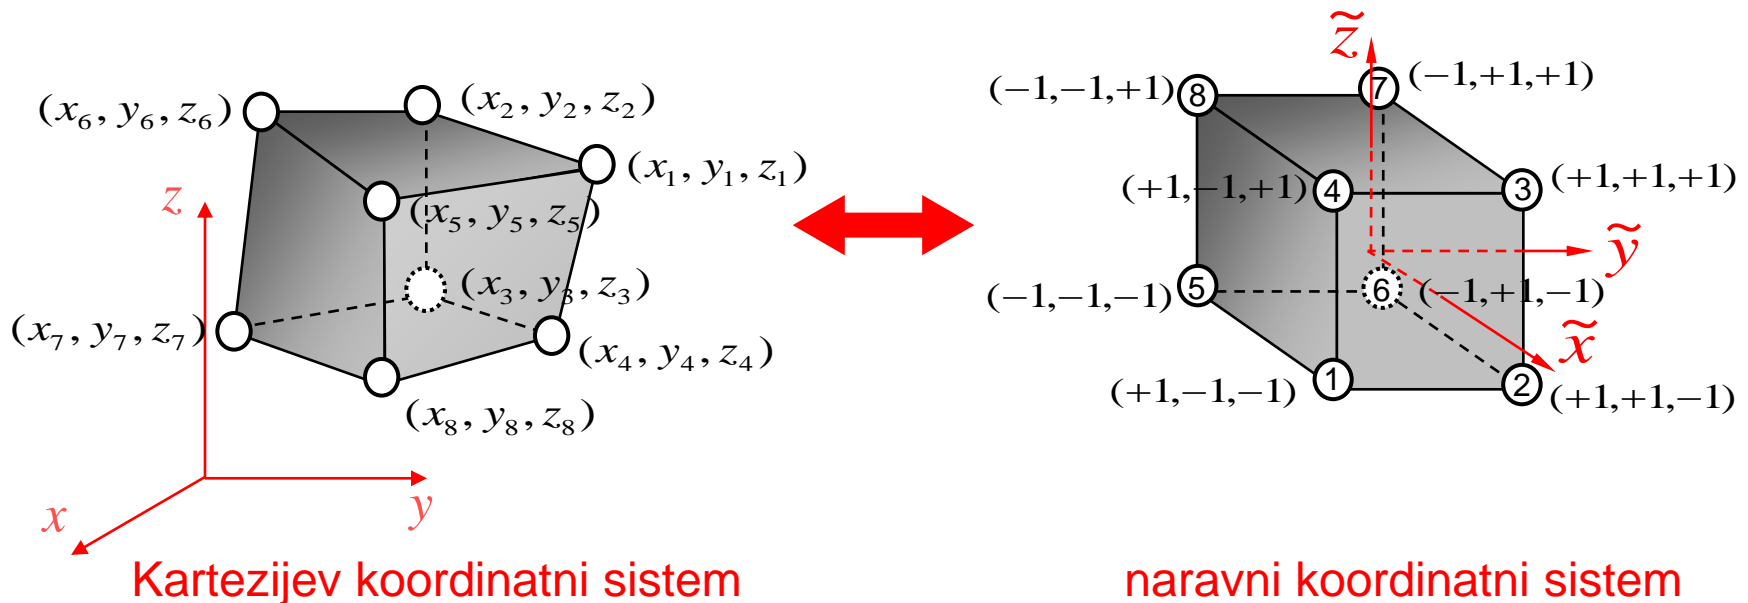 (x₆, y₆, z₆)
(x₂, y₂, z₂)
(x₁, y₁, z₁)
z
(x₅, y₅, z₅)
(x₃, y₃, z₃)
(x₇, y₇, z₇)
(x₄, y₄, z₄)
(x₈, y₈, z₈)
x
y
Kartezijev koordinatni sistem
z̃
(−1,−1,+1)
8
7
(−1,+1,+1)
(+1,−1,+1)
4
3
(+1,+1,+1)
ỹ
(−1,−1,−1)
5
6
(−1,+1,−1)
x̃
(+1,−1,−1)
1
2
(+1,+1,−1)
naravni koordinatni sistem